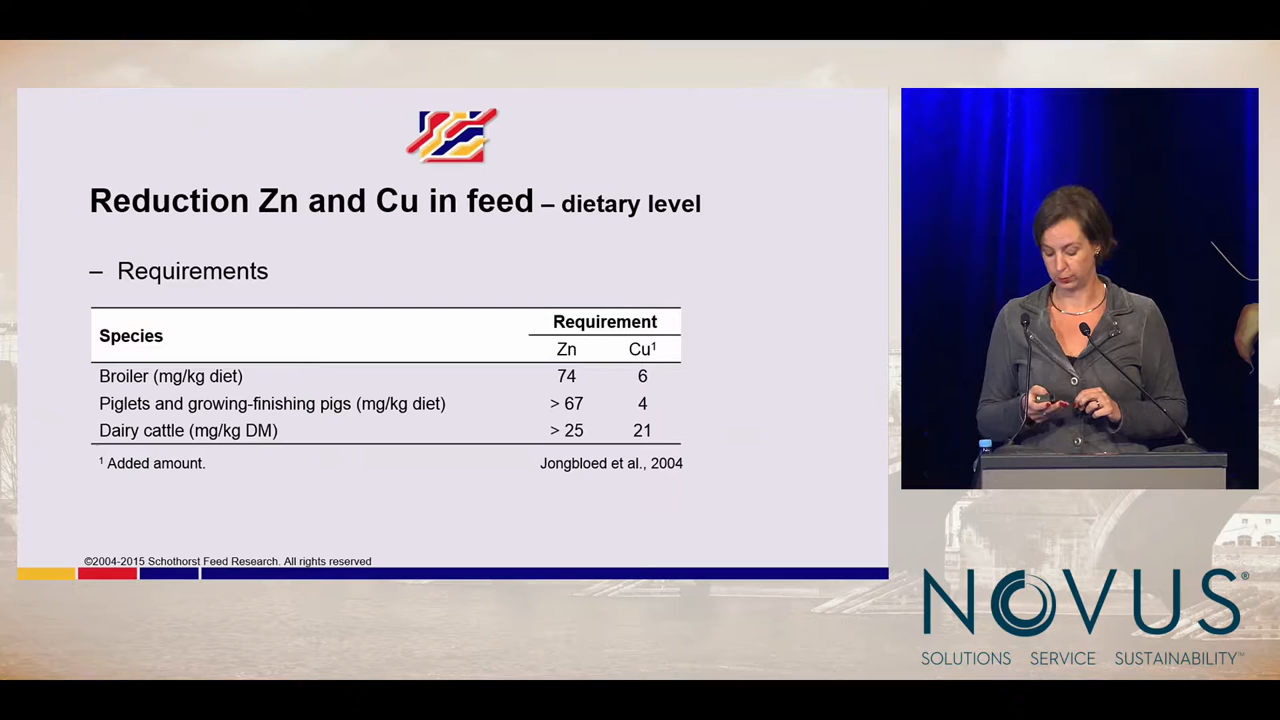 Reduction Zn and Cu in feed – dietary level
– Requirements
Species Requirement
Zn Cu¹
Broiler (mg/kg diet) 74 6
Piglets and growing-finishing pigs (mg/kg diet) > 67 4
Dairy cattle (mg/kg DM) > 25 21
¹ Added amount. Jongbloed et al., 2004
©2004-2015 Schothorst Feed Research. All rights reserved
NOVUS®
SOLUTIONS SERVICE SUSTAINABILITY™